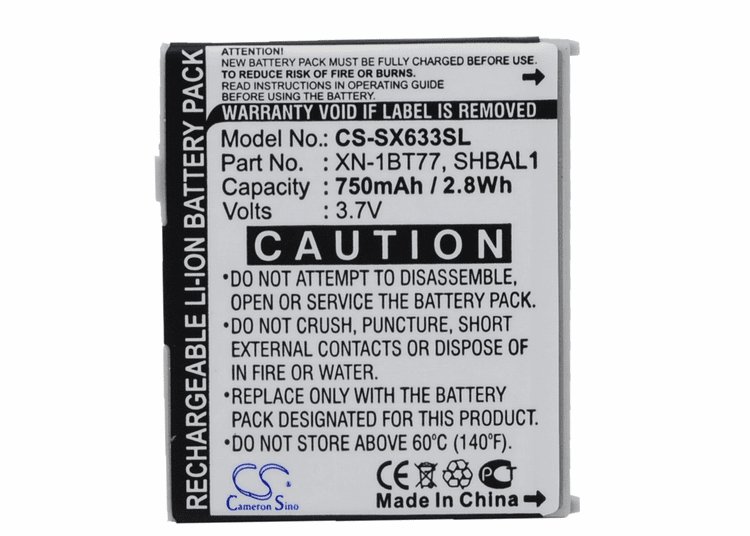 RECHARGEABLE LI-ION BATTERY PACK
ATTENTION!
NEW BATTERY PACK MUST BE FULLY CHARGED BEFORE USE.
TO REDUCE RISK OF FIRE OR BURNS.
READ INSTRUCTIONS IN OPERATING GUIDE
BEFORE USING THE BATTERY.
WARRANTY VOID IF LABEL IS REMOVED
Model No.: CS-SX633SL
Part No.: XN-1BT77, SHBAL1
Capacity: 750mAh / 2.8Wh
Volts : 3.7V
CAUTION
•DO NOT ATTEMPT TO DISASSEMBLE,
OPEN OR SERVICE THE BATTERY PACK.
•DO NOT CRUSH, PUNCTURE, SHORT
EXTERNAL CONTACTS OR DISPOSE OF
IN FIRE OR WATER.
•REPLACE ONLY WITH THE BATTERY
PACK DESIGNATED FOR THE DEVICE.
•DO NOT STORE ABOVE 60°C (140°F).
CS
Cameron Sino
CE
Made In China